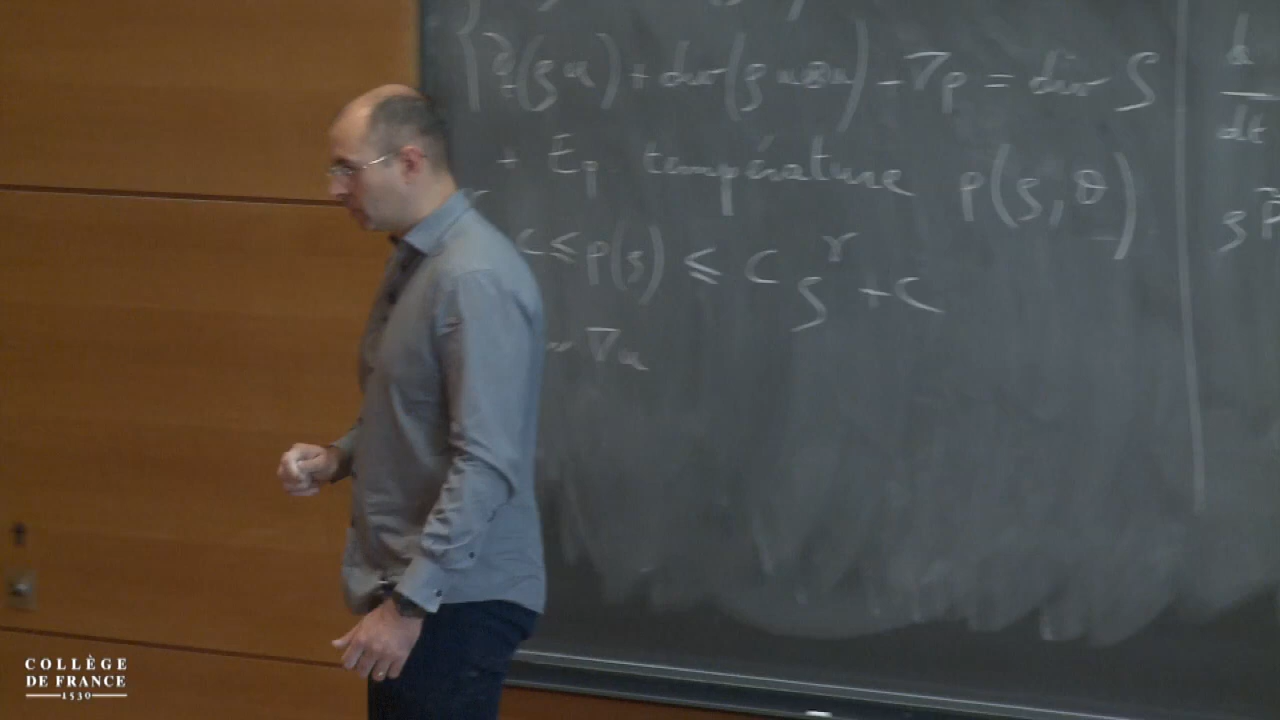 ∂t(ρu) + div(ρu⊗u) - ∇p = div S
+ Eq. température P(ρ,θ)
c ≤ p(ρ) ≤ C ρ^γ + C
~ ∇u
d
dt
ρ
COLLÈGE
DE FRANCE
1530